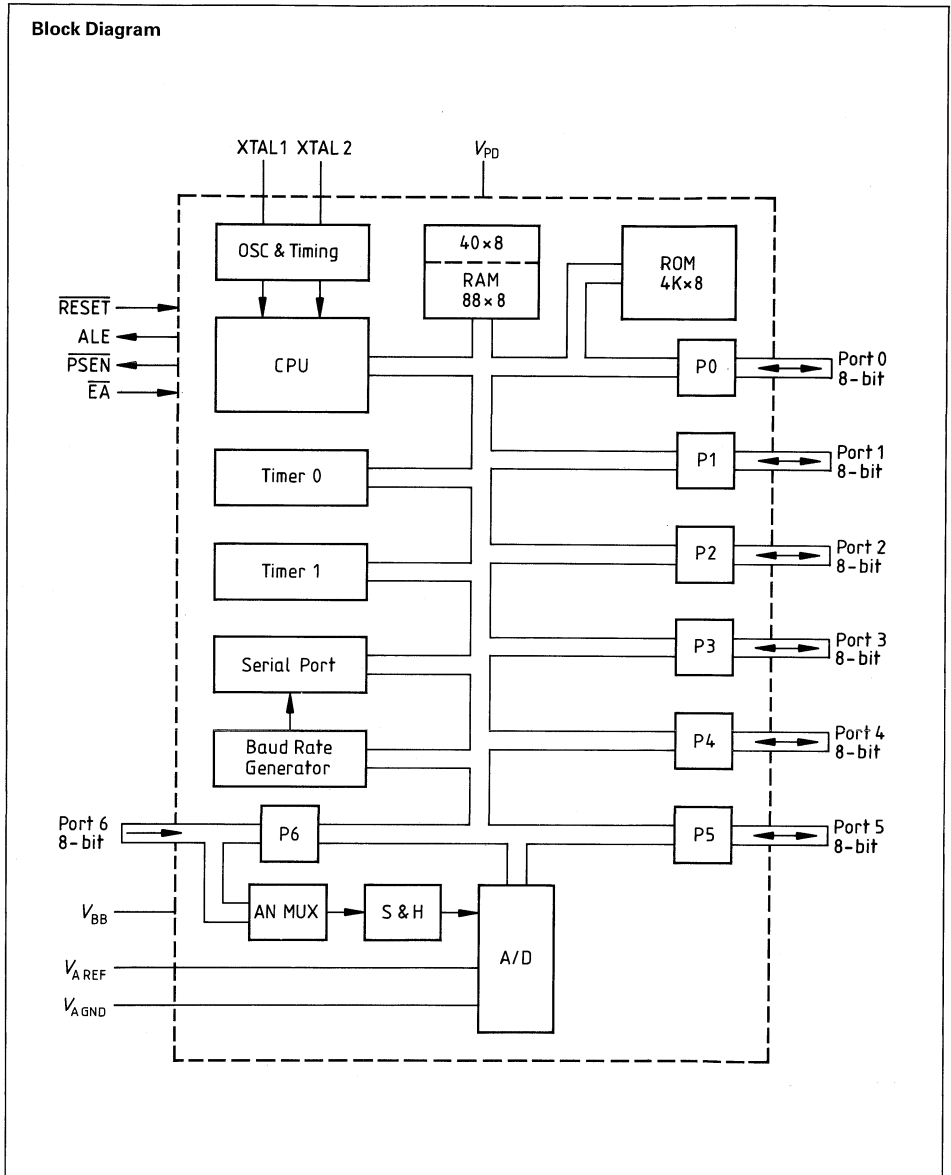 Block Diagram
XTAL1 XTAL2
VPD
OSC & Timing
40×8
RAM
88×8
ROM
4K×8
RESET
ALE
PSEN
EA
CPU
P0
Port 0
8-bit
Timer 0
P1
Port 1
8-bit
Timer 1
P2
Port 2
8-bit
Serial Port
P3
Port 3
8-bit
Baud Rate
Generator
P4
Port 4
8-bit
Port 6
8-bit
P6
P5
Port 5
8-bit
VBB
AN MUX
S & H
A/D
VAREF
VAGND